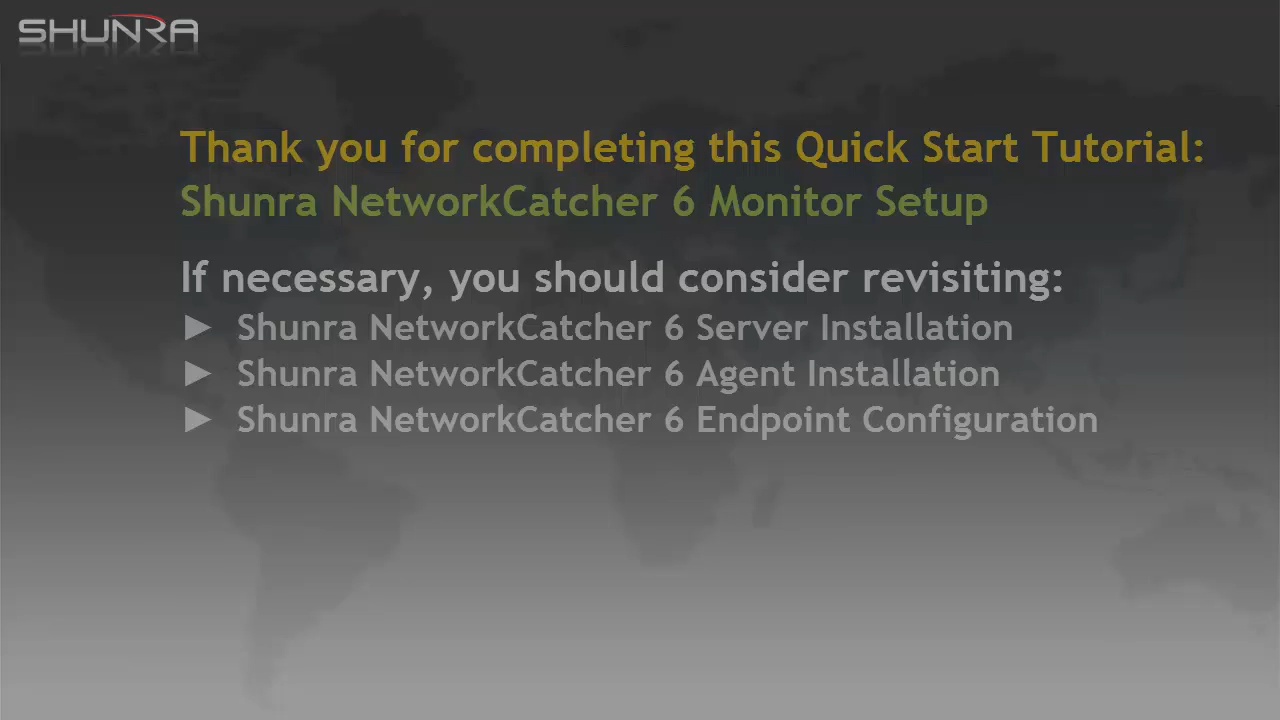 SHUNRA
Thank you for completing this Quick Start Tutorial:
Shunra NetworkCatcher 6 Monitor Setup
If necessary, you should consider revisiting:
► Shunra NetworkCatcher 6 Server Installation
► Shunra NetworkCatcher 6 Agent Installation
► Shunra NetworkCatcher 6 Endpoint Configuration